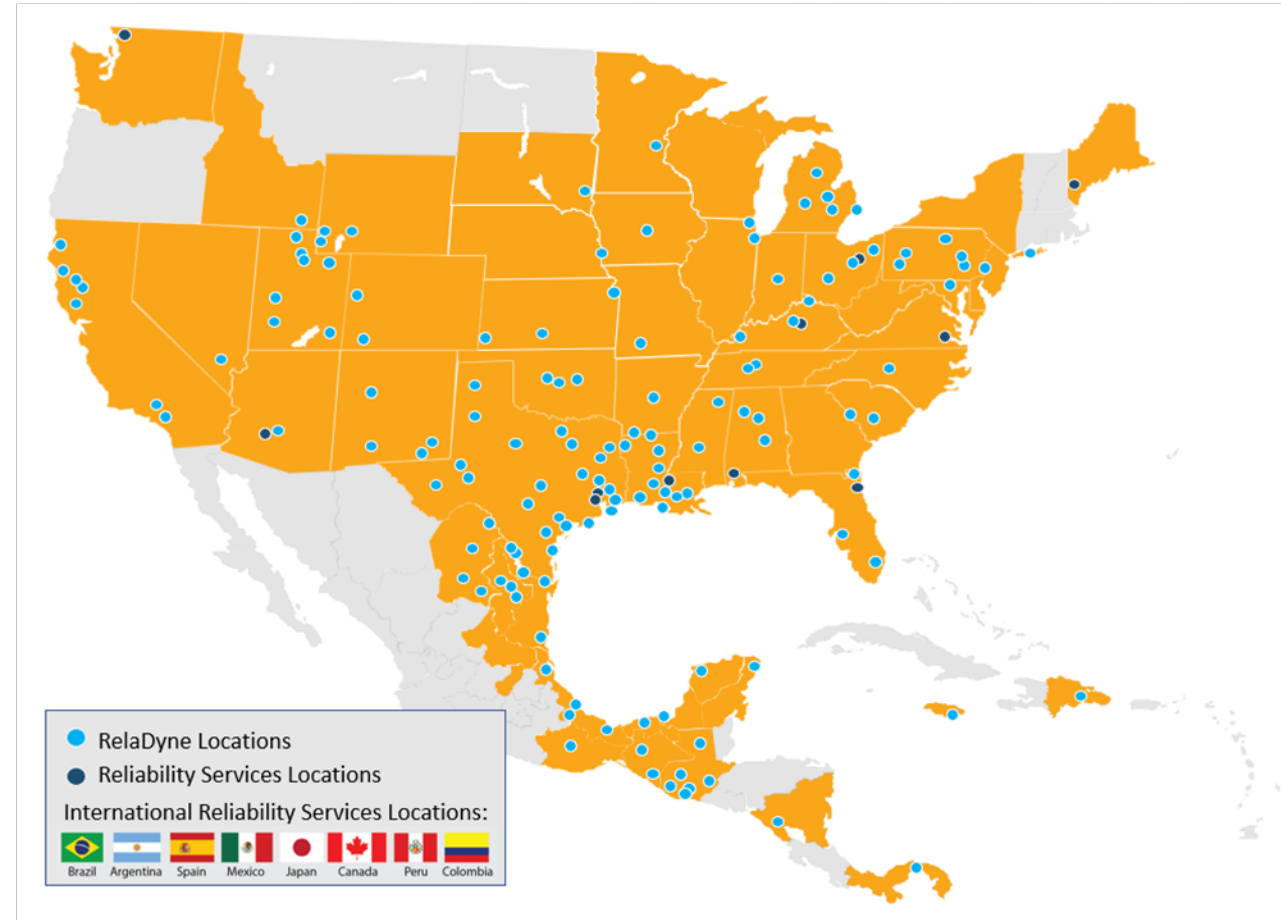 RelaDyne Locations
Reliability Services Locations
International Reliability Services Locations:
Brazil Argentina Spain Mexico Japan Canada Peru Colombia